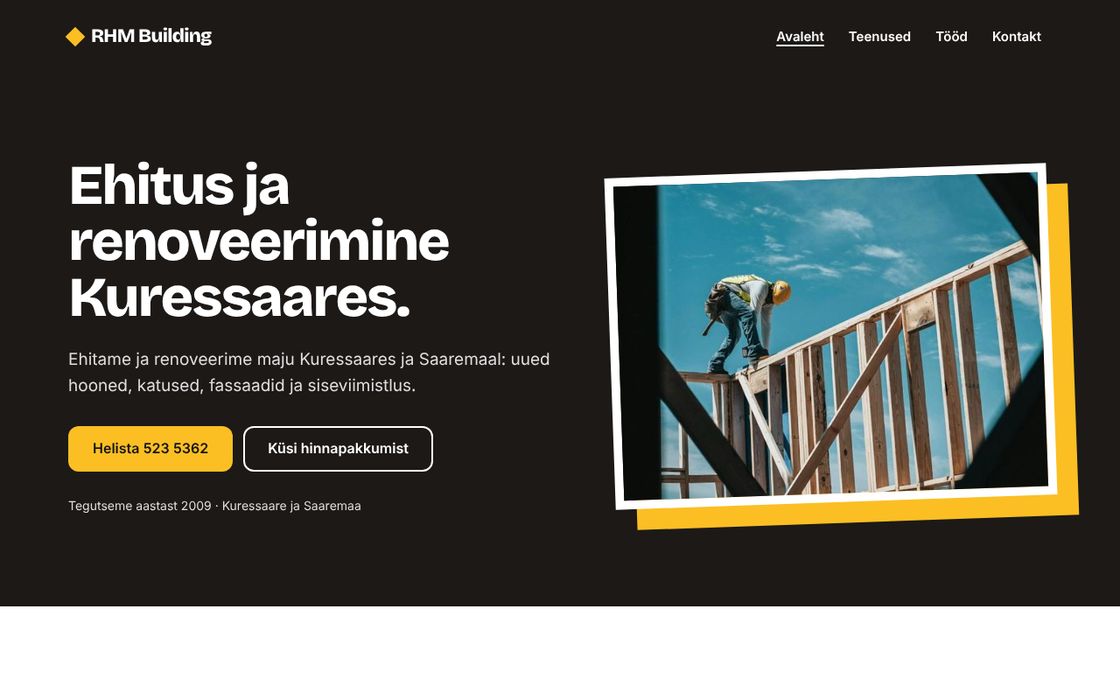 RHM Building
Avaleht
Teenused
Tööd
Kontakt
Ehitus ja
renoveerimine
Kuressaares.
Ehitame ja renoveerime maju Kuressaares ja Saaremaal: uued
hooned, katused, fassaadid ja siseviimistlus.
Helista 523 5362
Küsi hinnapakkumist
Tegutseme aastast 2009 · Kuressaare ja Saaremaa